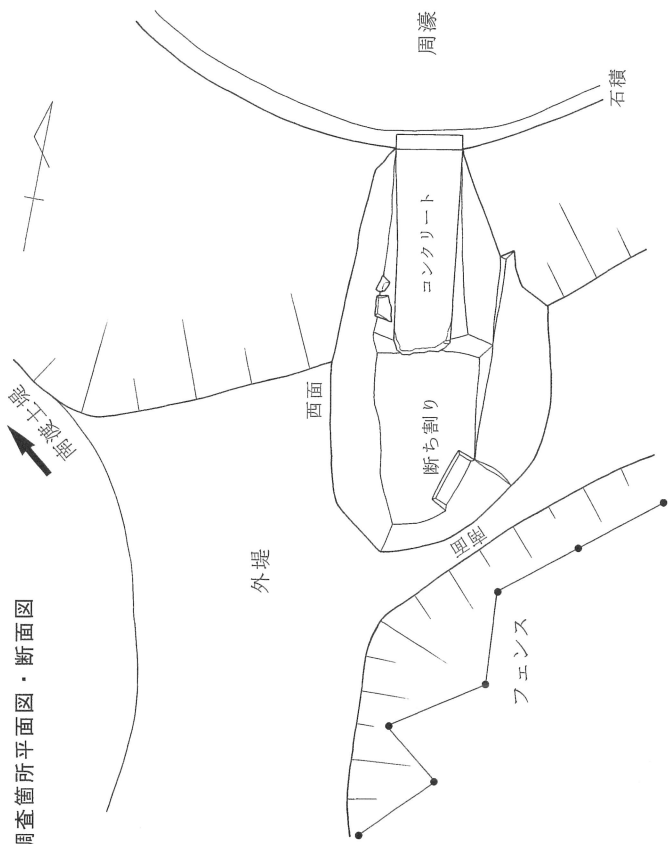 調査箇所平面図・断面図
南渡土堤
外堤
西面
南面
フェンス
断ち割り
コンクリート
周濠
石積